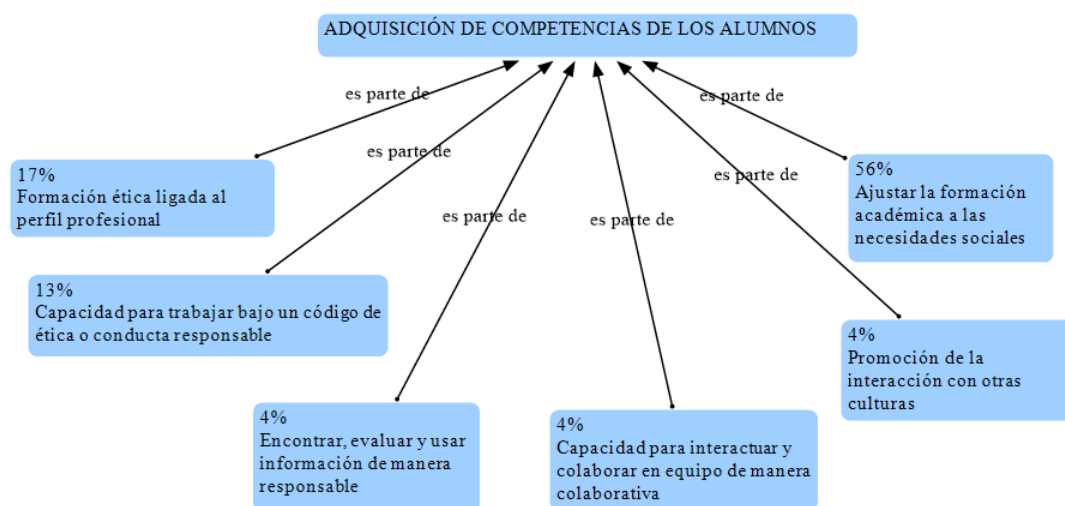 ADQUISICIÓN DE COMPETENCIAS DE LOS ALUMNOS
es parte de
es parte de
es parte de
es parte de
es parte de
es parte de
17%
Formación ética ligada al
perfil profesional
13%
Capacidad para trabajar bajo un código de
ética o conducta responsable
4%
Encontrar, evaluar y usar
información de manera
responsable
4%
Capacidad para interactuar y
colaborar en equipo de manera
colaborativa
4%
Promoción de la
interacción con otras
culturas
56%
Ajustar la formación
académica a las
necesidades sociales